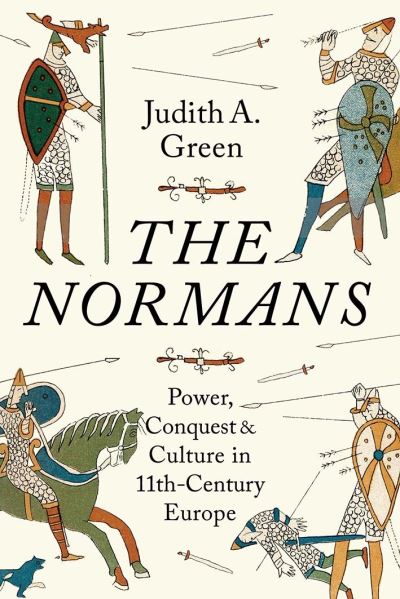 Judith A.
Green
THE
NORMANS
Power,
Conquest &
Culture in
11th-Century
Europe